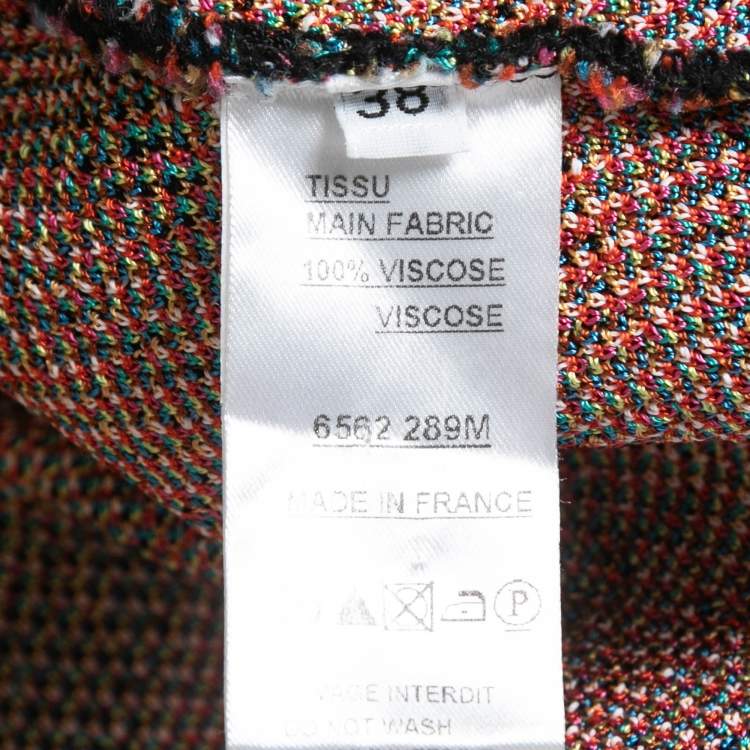 38
TISSU
MAIN FABRIC
100% VISCOSE
VISCOSE
6562 289M
MADE IN FRANCE
P
INTERDIT
DO NOT WASH